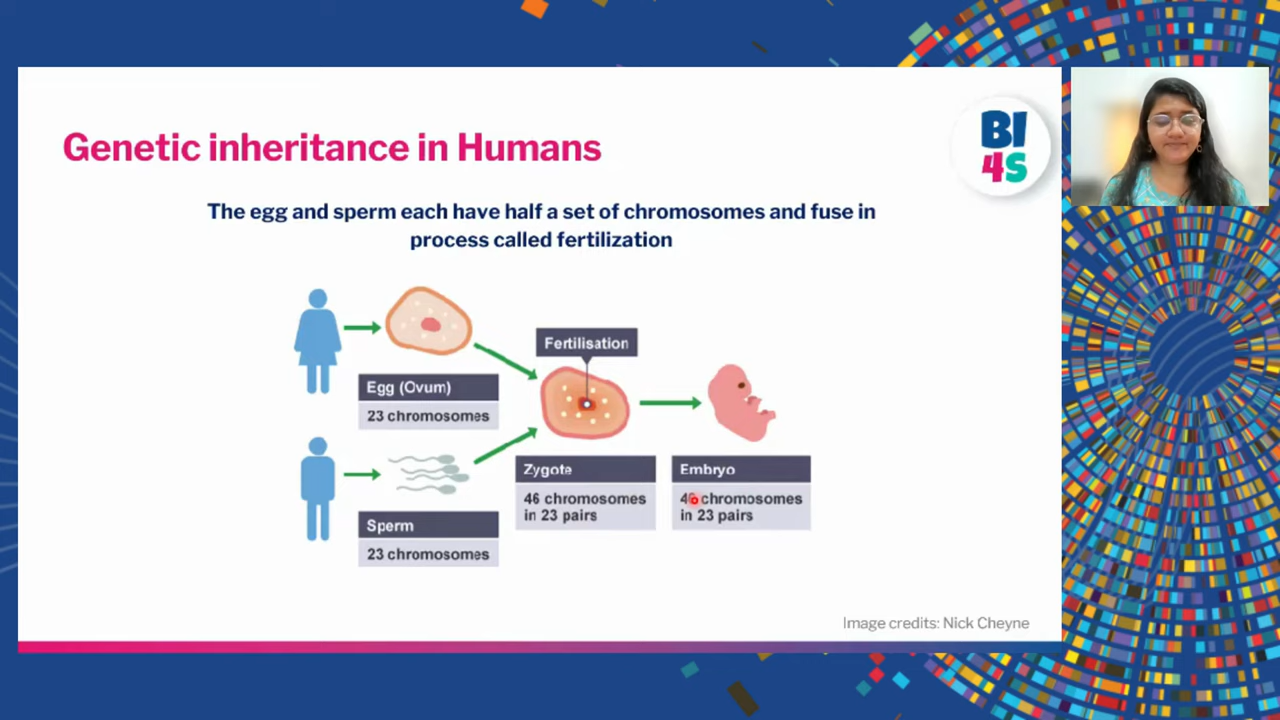 Genetic inheritance in Humans
BI
4S
The egg and sperm each have half a set of chromosomes and fuse in
process called fertilization
Fertilisation
Egg (Ovum)
23 chromosomes
Zygote
46 chromosomes
in 23 pairs
Embryo
46 chromosomes
in 23 pairs
Sperm
23 chromosomes
Image credits: Nick Cheyne